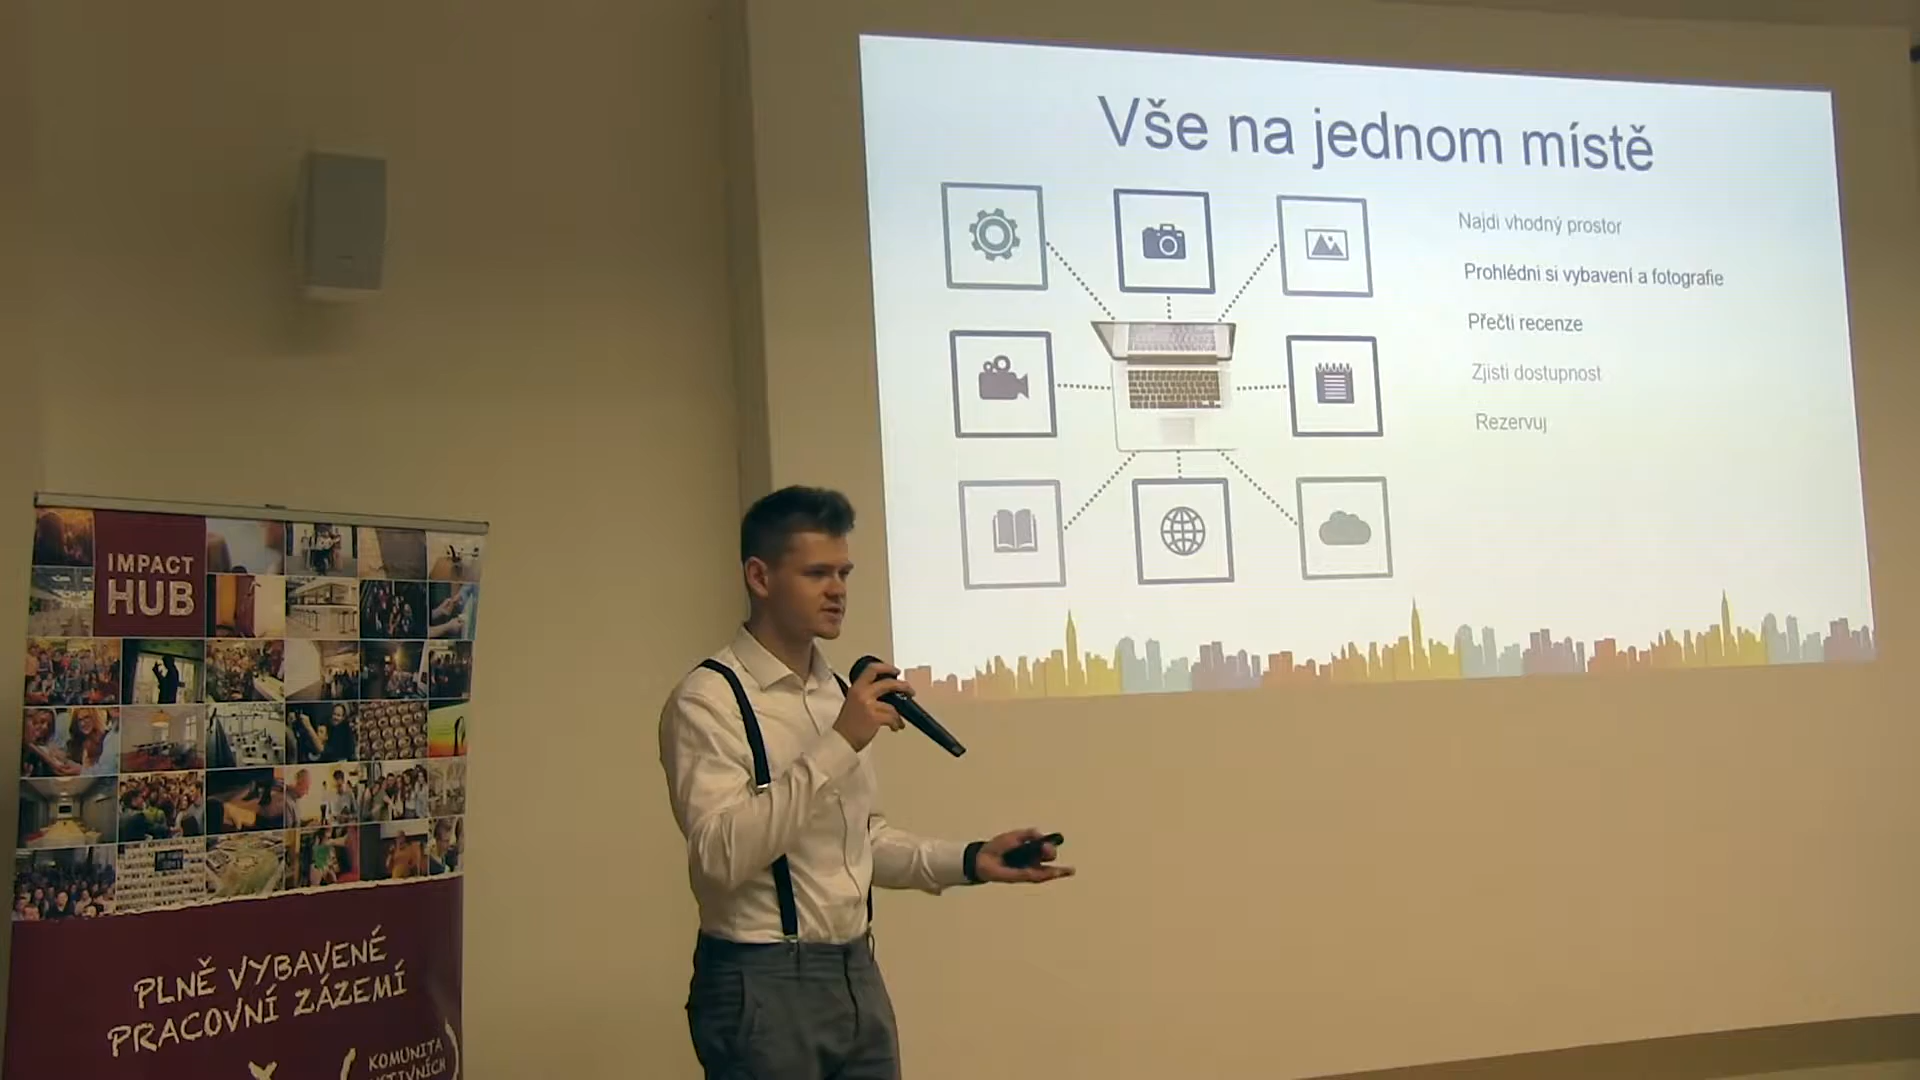 Vše na jednom místě
Najdi vhodný prostor
Prohlédni si vybavení a fotografie
Přečti recenze
Zjisti dostupnost
Rezervuj
IMPACT
HUB
PLNĚ VYBAVENÉ
PRACOVNÍ ZÁZEMÍ
KOMUNITA